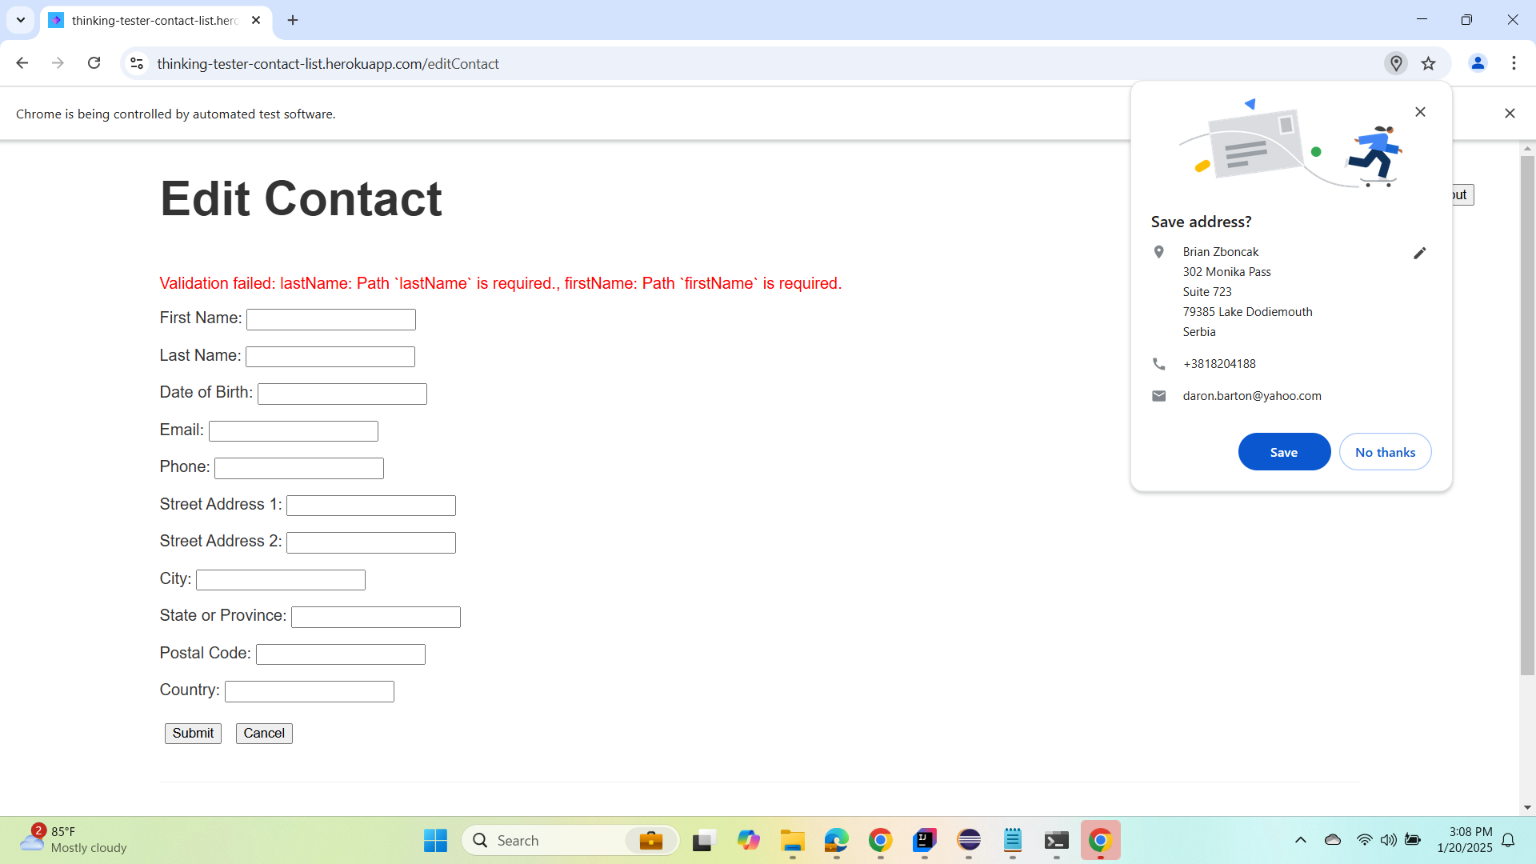 thinking-tester-contact-list.herc
thinking-tester-contact-list.herokuapp.com/editContact
Chrome is being controlled by automated test software.
Edit Contact
Validation failed: lastName: Path `lastName` is required., firstName: Path `firstName` is required.
First Name:
Last Name:
Date of Birth:
Email:
Phone:
Street Address 1:
Street Address 2:
City:
State or Province:
Postal Code:
Country:
Submit Cancel
Save address?
Brian Zboncak
302 Monika Pass
Suite 723
79385 Lake Dodiemouth
Serbia
+3818204188
daron.barton@yahoo.com
Save No thanks
2
85°F
Mostly cloudy
Search
3:08 PM
1/20/2025